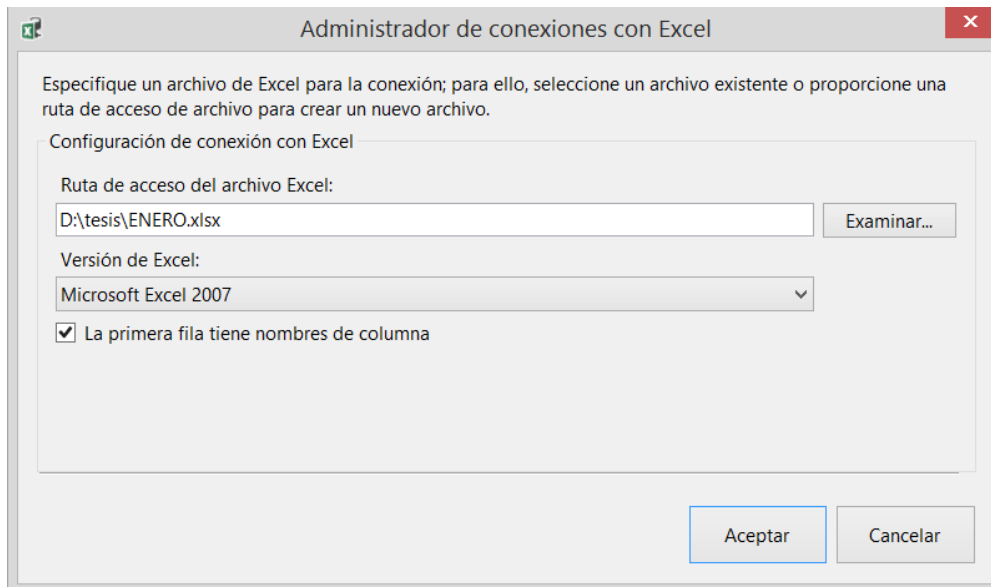 Administrador de conexiones con Excel
Especifique un archivo de Excel para la conexión; para ello, seleccione un archivo existente o proporcione una
ruta de acceso de archivo para crear un nuevo archivo.
Configuración de conexión con Excel
Ruta de acceso del archivo Excel:
D:\tesis\ENERO.xlsx
Examinar...
Versión de Excel:
Microsoft Excel 2007
La primera fila tiene nombres de columna
Aceptar
Cancelar